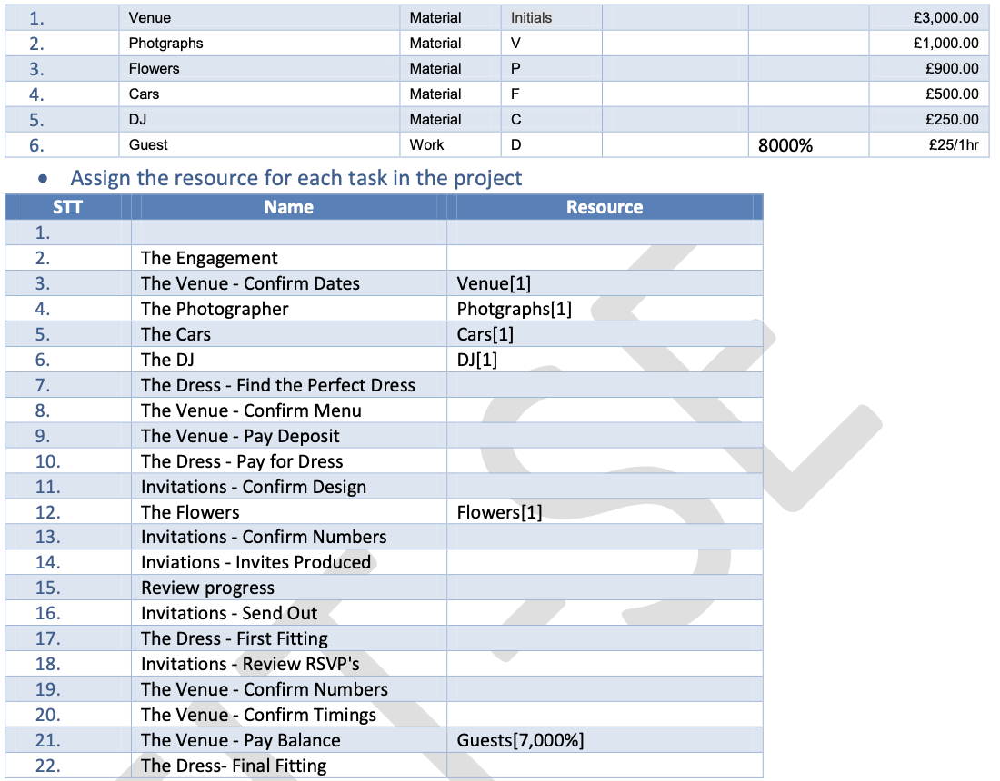 1. Venue Material Initials £3,000.00
2. Photgraphs Material V £1,000.00
3. Flowers Material P £900.00
4. Cars Material F £500.00
5. DJ Material C £250.00
6. Guest Work D 8000% £25/1hr
• Assign the resource for each task in the project
STT Name Resource
1.
2. The Engagement
3. The Venue - Confirm Dates Venue[1]
4. The Photographer Photgraphs[1]
5. The Cars Cars[1]
6. The DJ DJ[1]
7. The Dress - Find the Perfect Dress
8. The Venue - Confirm Menu
9. The Venue - Pay Deposit
10. The Dress - Pay for Dress
11. Invitations - Confirm Design
12. The Flowers Flowers[1]
13. Invitations - Confirm Numbers
14. Inviations - Invites Produced
15. Review progress
16. Invitations - Send Out
17. The Dress - First Fitting
18. Invitations - Review RSVP's
19. The Venue - Confirm Numbers
20. The Venue - Confirm Timings
21. The Venue - Pay Balance Guests[7,000%]
22. The Dress- Final Fitting